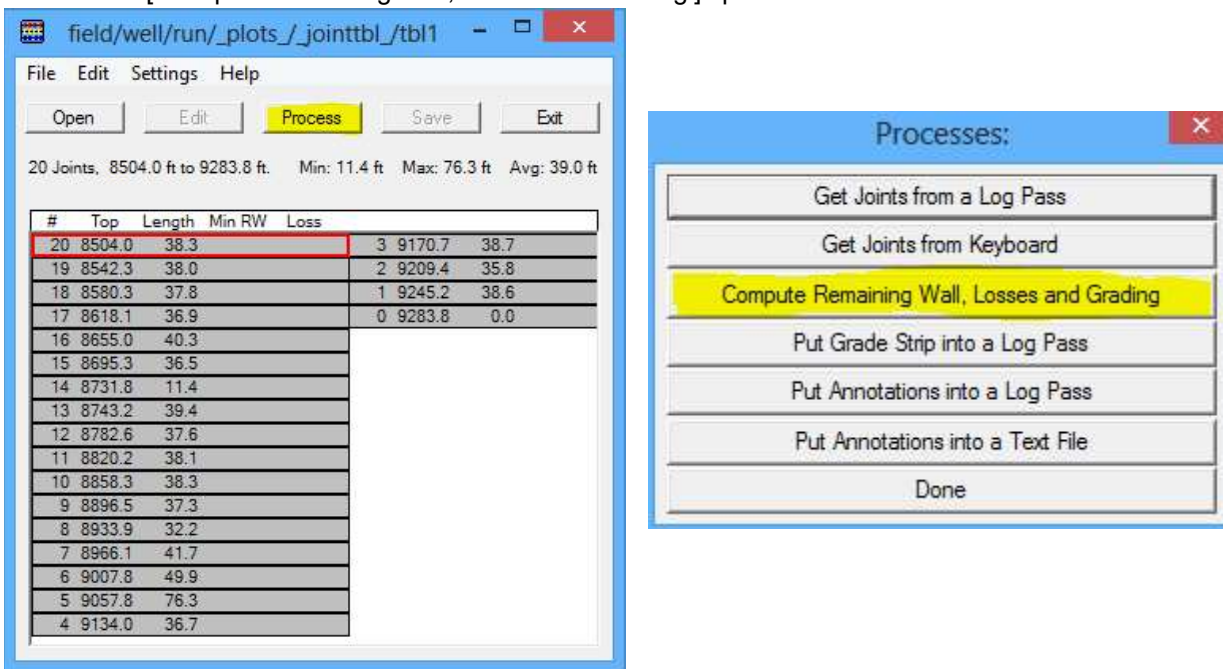 field/well/run/_plots_/_jointtbl_/tbl1
File Edit Settings Help
Open Edit Process Save Exit
20 Joints, 8504.0 ft to 9283.8 ft. Min: 11.4 ft Max: 76.3 ft Avg: 39.0 ft
# Top Length Min RW Loss
20 8504.0 38.3 3 9170.7 38.7
19 8542.3 38.0 2 9209.4 35.8
18 8580.3 37.8 1 9245.2 38.6
17 8618.1 36.9 0 9283.8 0.0
16 8655.0 40.3
15 8695.3 36.5
14 8731.8 11.4
13 8743.2 39.4
12 8782.6 37.6
11 8820.2 38.1
10 8858.3 38.3
9 8896.5 37.3
8 8933.9 32.2
7 8966.1 41.7
6 9007.8 49.9
5 9057.8 76.3
4 9134.0 36.7
Processes:
Get Joints from a Log Pass
Get Joints from Keyboard
Compute Remaining Wall, Losses and Grading
Put Grade Strip into a Log Pass
Put Annotations into a Log Pass
Put Annotations into a Text File
Done